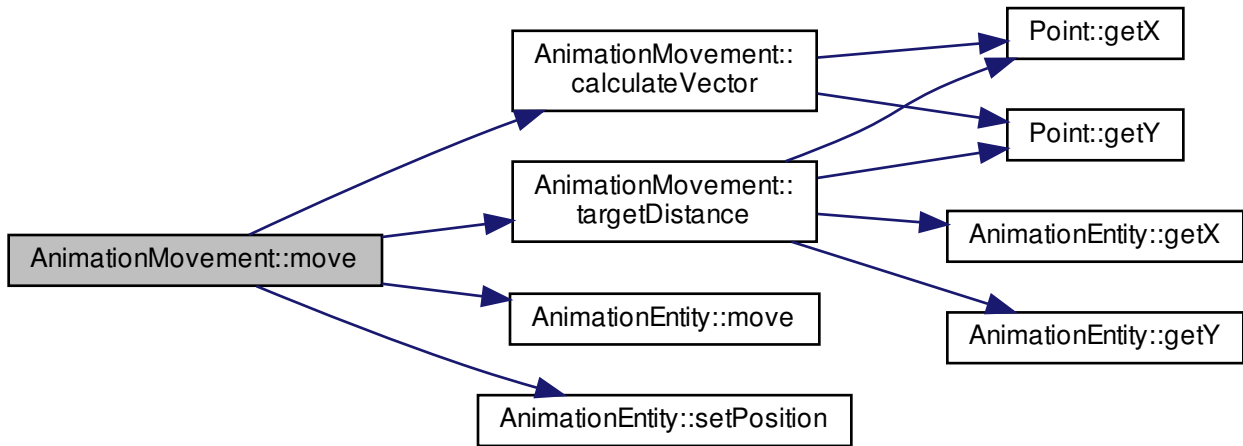 AnimationMovement::move
AnimationMovement::
calculateVector
AnimationMovement::
targetDistance
AnimationEntity::move
AnimationEntity::setPosition
Point::getX
Point::getY
AnimationEntity::getX
AnimationEntity::getY